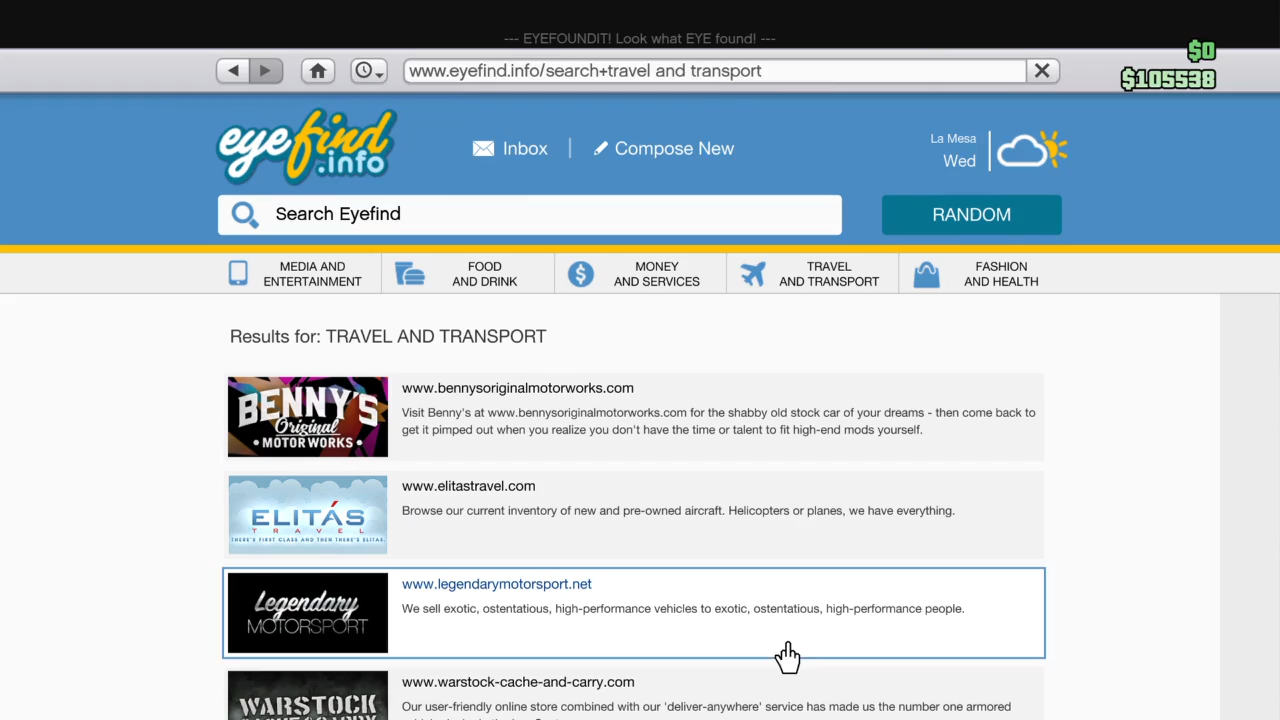 --- EYEFOUNDIT! Look what EYE found! ---
$0
www.eyefind.info/search+travel and transport
$105538
eyefind
.info
Inbox
Compose New
La Mesa
Wed
Search Eyefind
RANDOM
MEDIA AND
ENTERTAINMENT
FOOD
AND DRINK
MONEY
AND SERVICES
TRAVEL
AND TRANSPORT
FASHION
AND HEALTH
Results for: TRAVEL AND TRANSPORT
BENNY'S
Original
• MOTOR WORKS •
www.bennysoriginalmotorworks.com
Visit Benny's at www.bennysoriginalmotorworks.com for the shabby old stock car of your dreams - then come back to
get it pimped out when you realize you don't have the time or talent to fit high-end mods yourself.
ELITÁS
TRAVEL
THERE'S FIRST CLASS AND THEN THERE'S ELITAS.
www.elitastravel.com
Browse our current inventory of new and pre-owned aircraft. Helicopters or planes, we have everything.
Legendary
MOTORSPORT
www.legendarymotorsport.net
We sell exotic, ostentatious, high-performance vehicles to exotic, ostentatious, high-performance people.
WARSTOCK
www.warstock-cache-and-carry.com
Our user-friendly online store combined with our 'deliver-anywhere' service has made us the number one armored